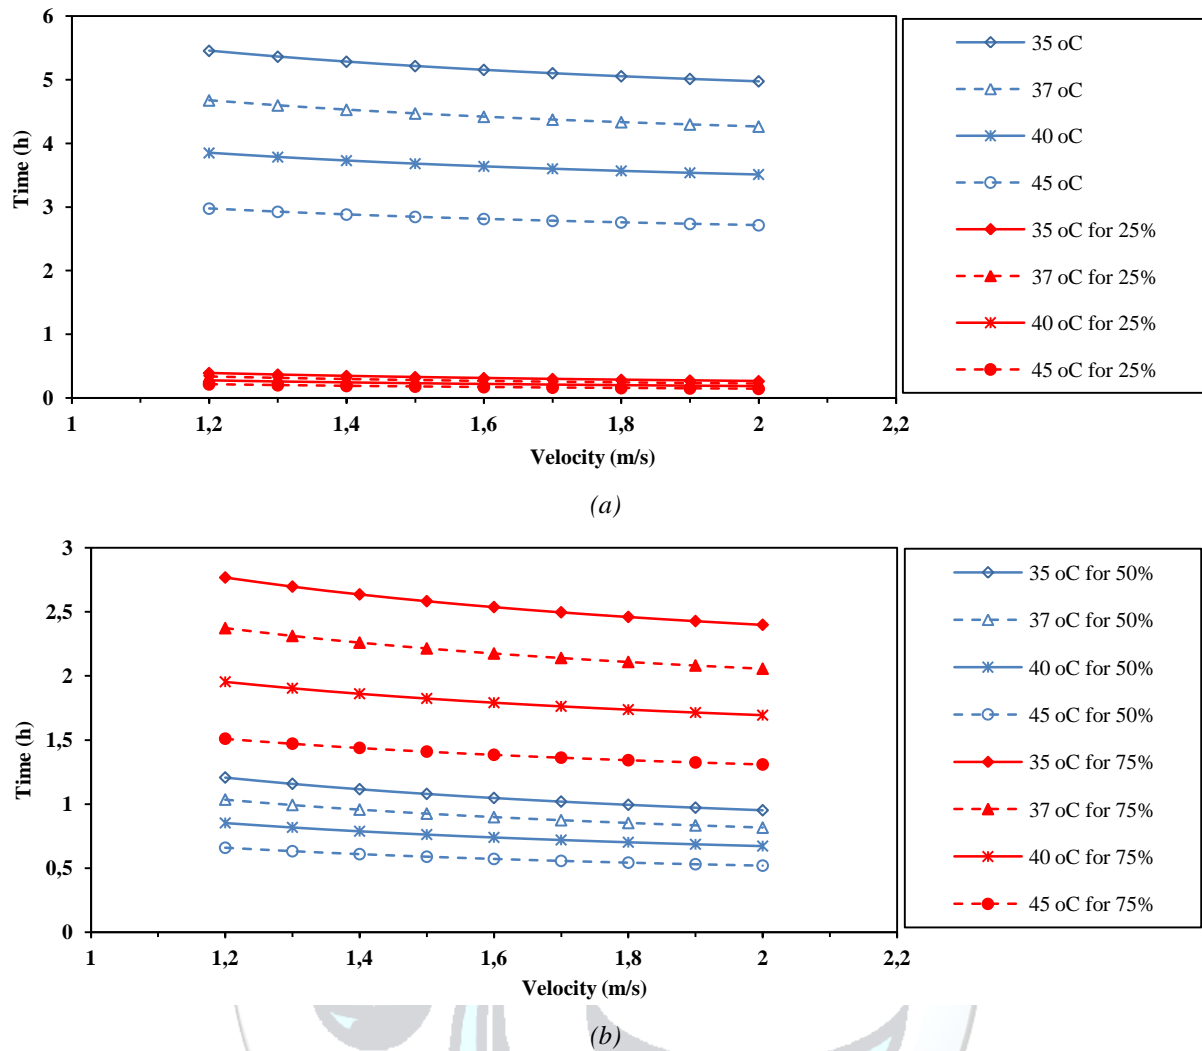 6
5
4
3
2
1
0
Time (h)
1
1,2
1,4
1,6
1,8
2
2,2
Velocity (m/s)
35 oC
37 oC
40 oC
45 oC
35 oC for 25%
37 oC for 25%
40 oC for 25%
45 oC for 25%
(a)
3
2,5
2
1,5
1
0,5
0
Time (h)
1
1,2
1,4
1,6
1,8
2
2,2
Velocity (m/s)
35 oC for 50%
37 oC for 50%
40 oC for 50%
45 oC for 50%
35 oC for 75%
37 oC for 75%
40 oC for 75%
45 oC for 75%
(b)